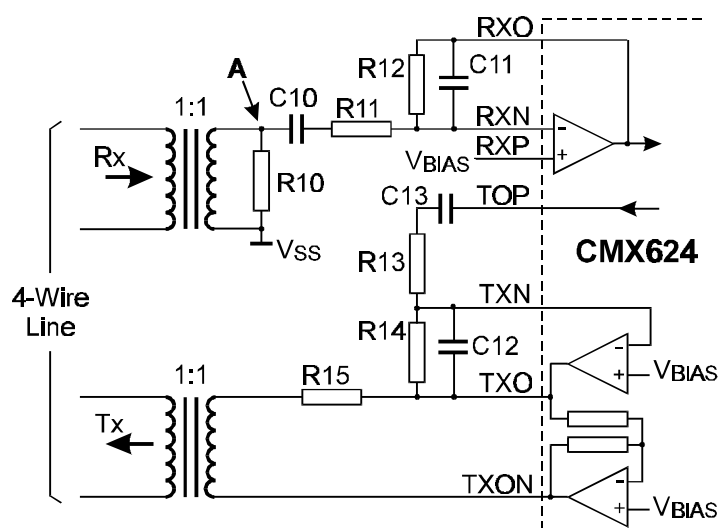 RXO
R12
C11
A
1:1
C10
R11
RXN
RXP
Rx
R10
VBIAS
VSS
C13
TOP
CMX624
R13
4-Wire
Line
TXN
R14
C12
VBIAS
1:1
R15
TXO
Tx
TXON
VBIAS
-
+
-
+
-
+